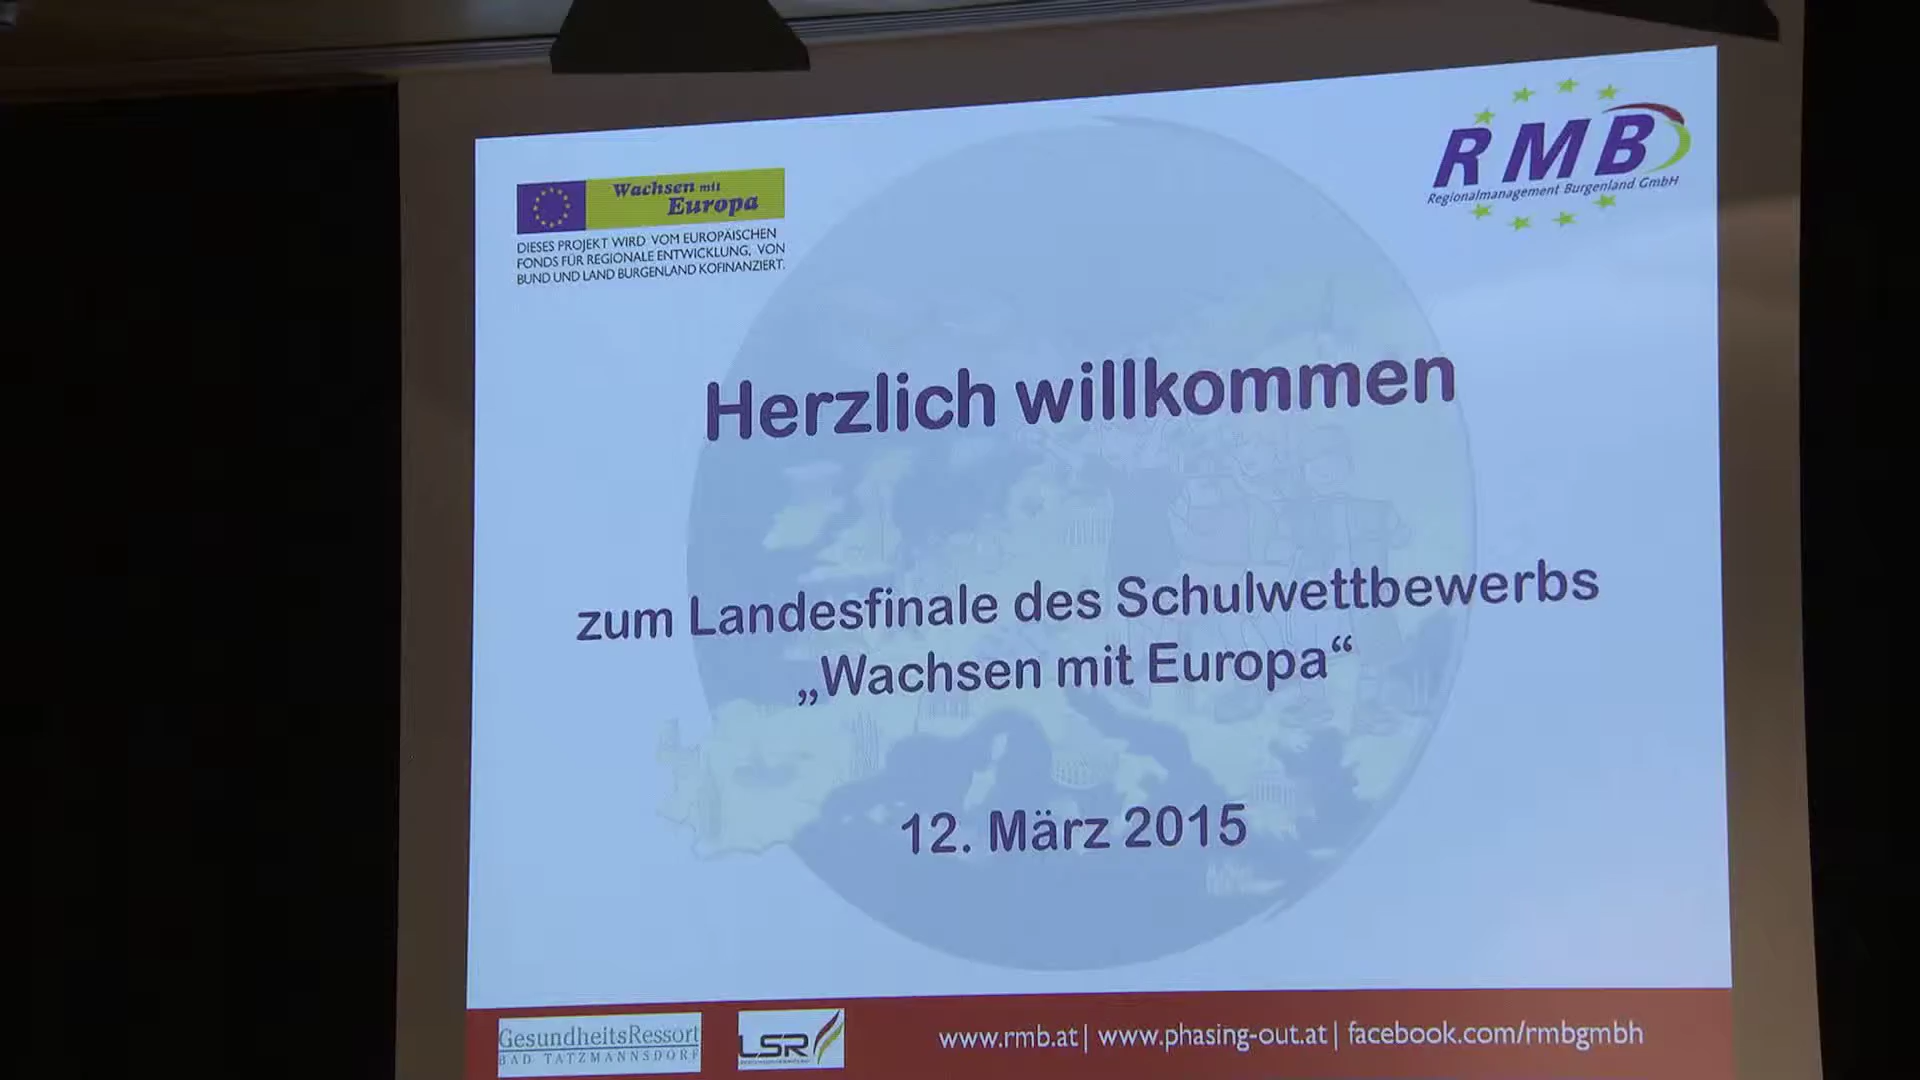 Wachsen mit
Europa
DIESES PROJEKT WIRD VOM EUROPÄISCHEN
FONDS FÜR REGIONALE ENTWICKLUNG, VON
BUND UND LAND BURGENLAND KOFINANZIERT.
RMB
Regionalmanagement Burgenland GmbH
Herzlich willkommen
zum Landesfinale des Schulwettbewerbs
„Wachsen mit Europa“
12. März 2015
GesundheitsRessort
BAD TATZMANNSDORF
LSR
www.rmb.at | www.phasing-out.at | facebook.com/rmbgmbh